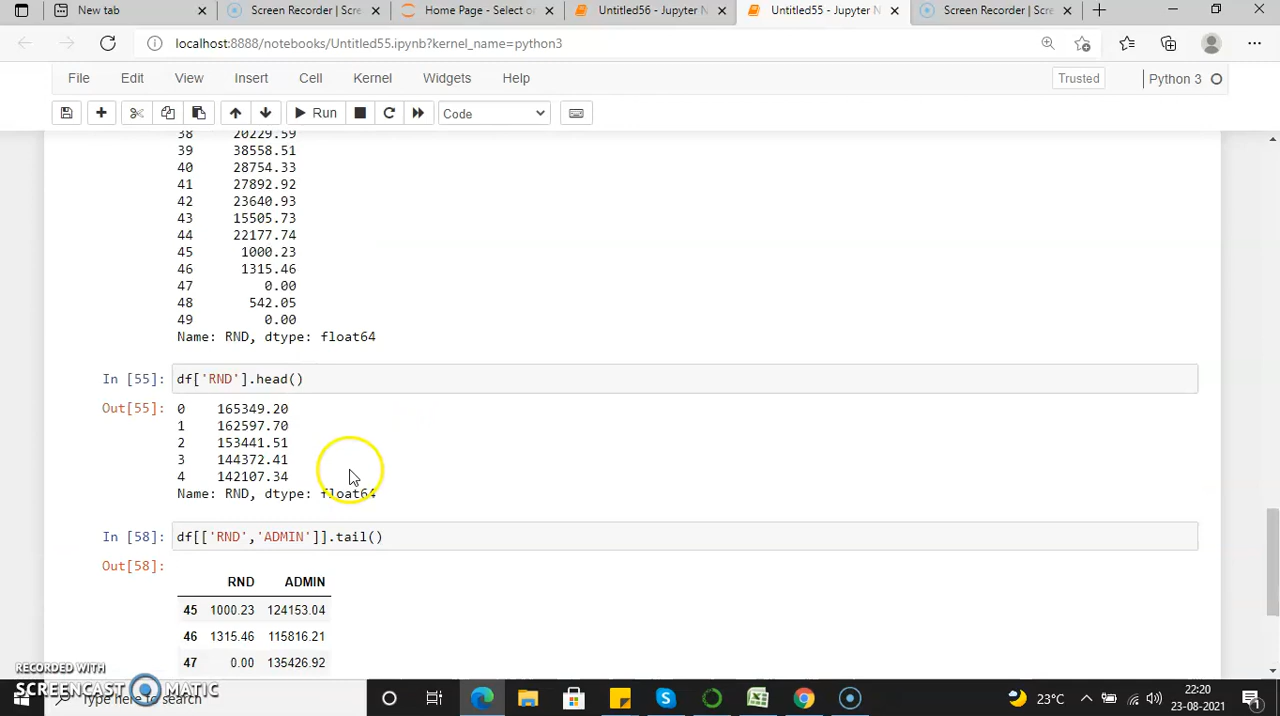 New tab
Screen Recorder | Scre
Home Page - Select o
Untitled56 - Jupyter N
Untitled55 - Jupyter N
Screen Recorder | Scre
localhost:8888/notebooks/Untitled55.ipynb?kernel_name=python3
File Edit View Insert Cell Kernel Widgets Help Trusted Python 3
Run Code
38 20229.59
39 38558.51
40 28754.33
41 27892.92
42 23640.93
43 15505.73
44 22177.74
45 1000.23
46 1315.46
47 0.00
48 542.05
49 0.00
Name: RND, dtype: float64
In [55]: df['RND'].head()
Out[55]: 0 165349.20
1 162597.70
2 153441.51
3 144372.41
4 142107.34
Name: RND, dtype: float64
In [58]: df[['RND','ADMIN']].tail()
Out[58]:
RND ADMIN
45 1000.23 124153.04
46 1315.46 115816.21
47 0.00 135426.92
RECORDED WITH
SCREENCAST MATIC
Type here to search
23°C
22:20
23-08-2021
1